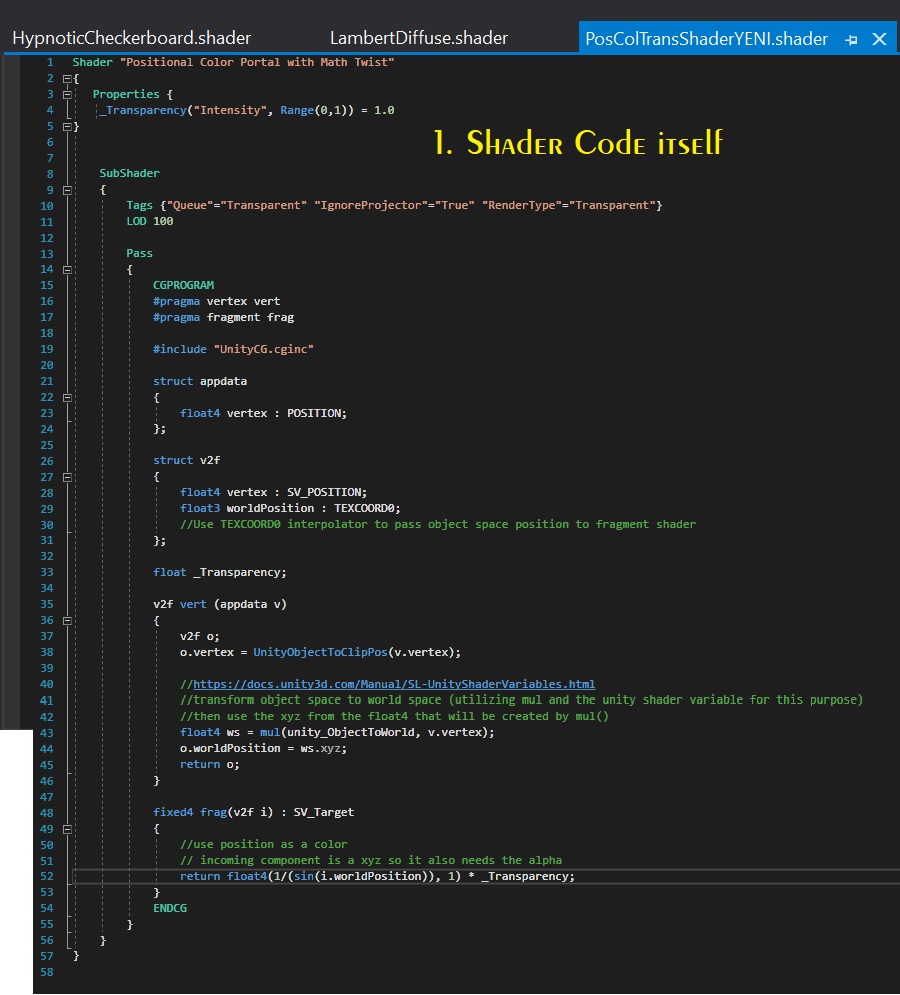 HypnoticCheckerboard.shader LambertDiffuse.shader PosColTransShaderYENI.shader
1 Shader "Positional Color Portal with Math Twist"
2 {
3 Properties {
4 _Transparency("Intensity", Range(0,1)) = 1.0
5 }
6 1. Shader Code itself
7
8 SubShader
9 {
10 Tags {"Queue"="Transparent" "IgnoreProjector"="True" "RenderType"="Transparent"}
11 LOD 100
12
13 Pass
14 {
15 CGPROGRAM
16 #pragma vertex vert
17 #pragma fragment frag
18
19 #include "UnityCG.cginc"
20
21 struct appdata
22 {
23 float4 vertex : POSITION;
24 };
25
26 struct v2f
27 {
28 float4 vertex : SV_POSITION;
29 float3 worldPosition : TEXCOORD0;
30 //Use TEXCOORD0 interpolator to pass object space position to fragment shader
31 };
32
33 float _Transparency;
34
35 v2f vert (appdata v)
36 {
37 v2f o;
38 o.vertex = UnityObjectToClipPos(v.vertex);
39
40 //https://docs.unity3d.com/Manual/SL-UnityShaderVariables.html
41 //transform object space to world space (utilizing mul and the unity shader variable for this purpose)
42 //then use the xyz from the float4 that will be created by mul()
43 float4 ws = mul(unity_ObjectToWorld, v.vertex);
44 o.worldPosition = ws.xyz;
45 return o;
46 }
47
48 fixed4 frag(v2f i) : SV_Target
49 {
50 //use position as a color
51 // incoming component is a xyz so it also needs the alpha
52 return float4(1/(sin(i.worldPosition)), 1) * _Transparency;
53 }
54 ENDCG
55 }
56 }
57 }
58